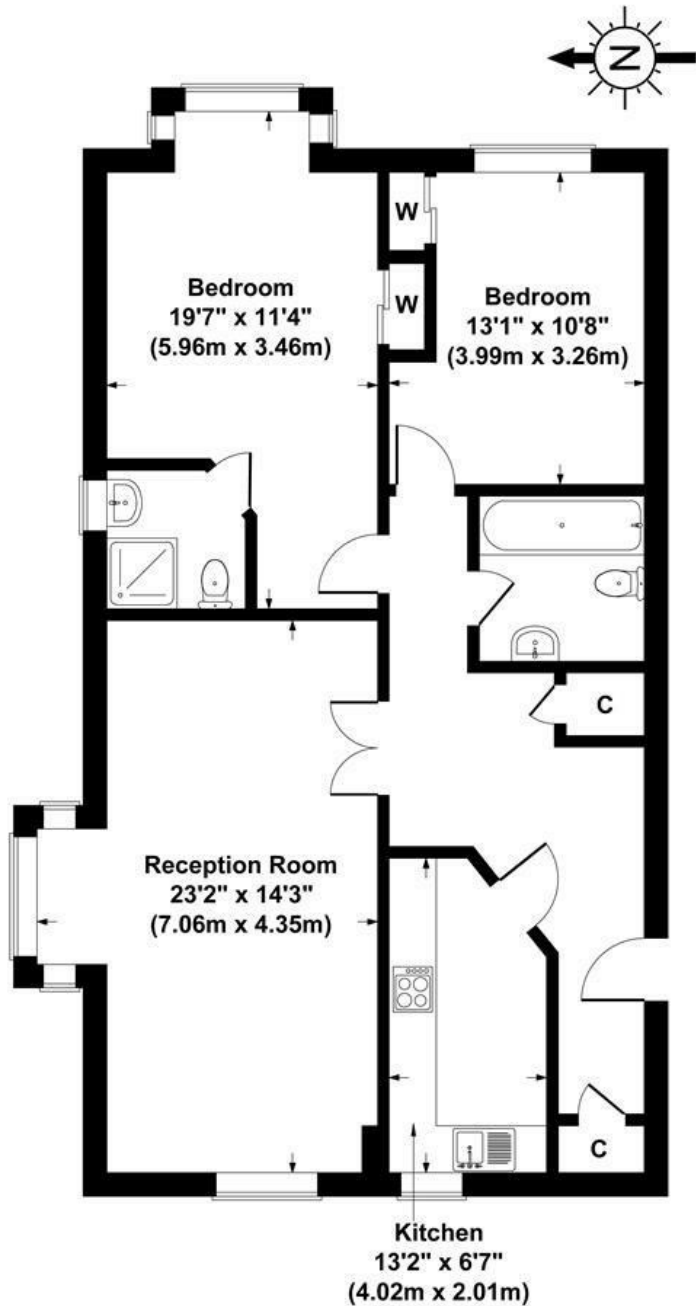 N
W
W
Bedroom
19'7" x 11'4"
(5.96m x 3.46m)
Bedroom
13'1" x 10'8"
(3.99m x 3.26m)
C
Reception Room
23'2" x 14'3"
(7.06m x 4.35m)
C
Kitchen
13'2" x 6'7"
(4.02m x 2.01m)